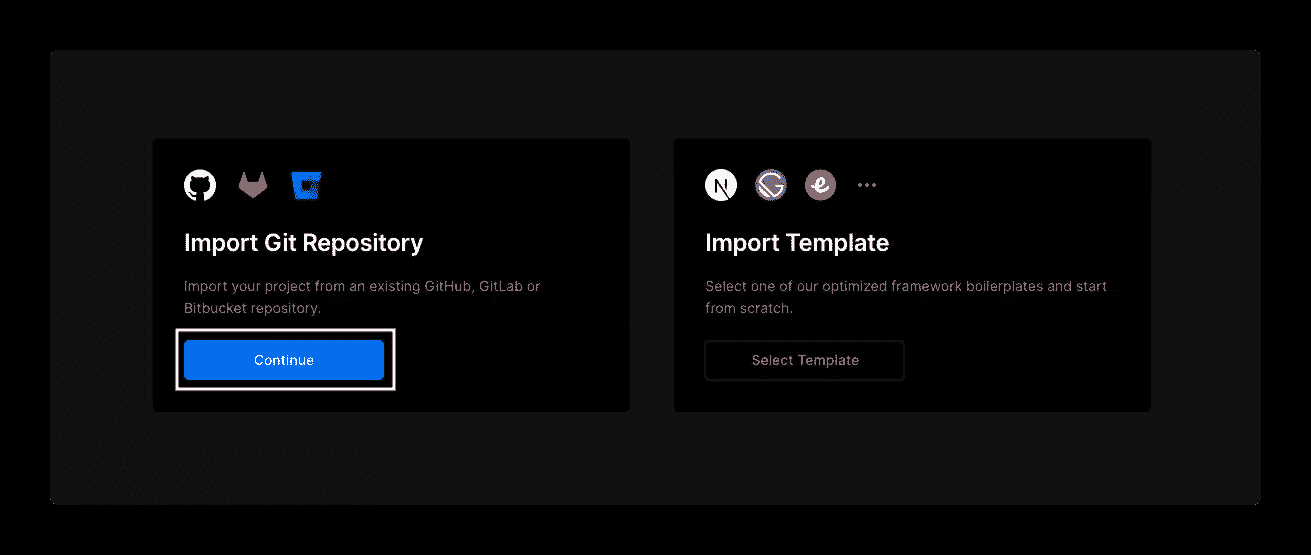 Import Git Repository
Import your project from an existing GitHub, GitLab or
Bitbucket repository.
Continue
Import Template
Select one of our optimized framework boilerplates and start
from scratch.
Select Template